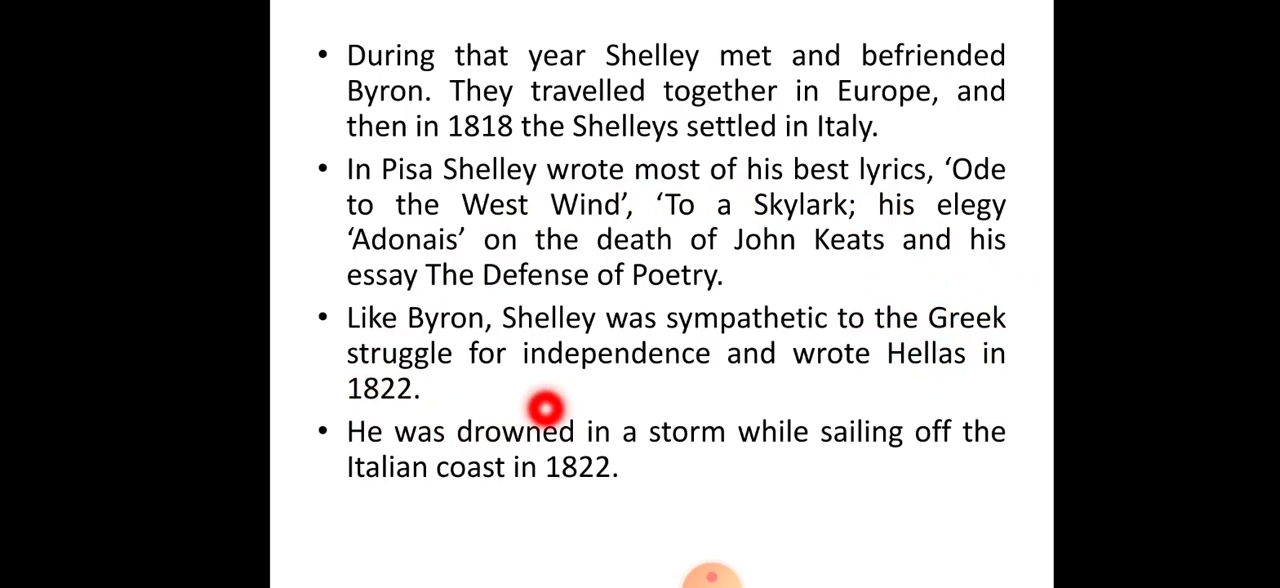 • During that year Shelley met and befriended
Byron. They travelled together in Europe, and
then in 1818 the Shelleys settled in Italy.
• In Pisa Shelley wrote most of his best lyrics, ‘Ode
to the West Wind’, ‘To a Skylark; his elegy
‘Adonais’ on the death of John Keats and his
essay The Defense of Poetry.
• Like Byron, Shelley was sympathetic to the Greek
struggle for independence and wrote Hellas in
1822.
• He was drowned in a storm while sailing off the
Italian coast in 1822.